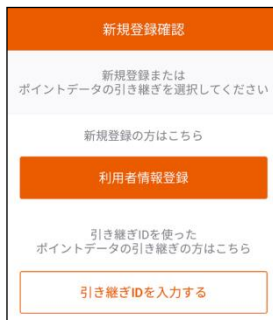 新規登録確認
新規登録または
ポイントデータの引き継ぎを選択してください
新規登録の方はこちら
利用者情報登録
引き継ぎIDを使った
ポイントデータの引き継ぎの方はこちら
引き継ぎIDを入力する